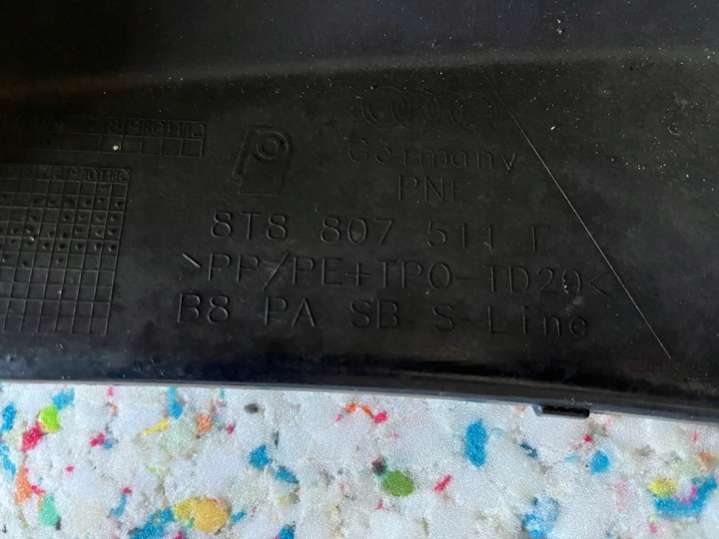 Germany
PNE
8T8 807 511 F
>PP/PE+TPO-TD20<
B8 PA SB S-Line